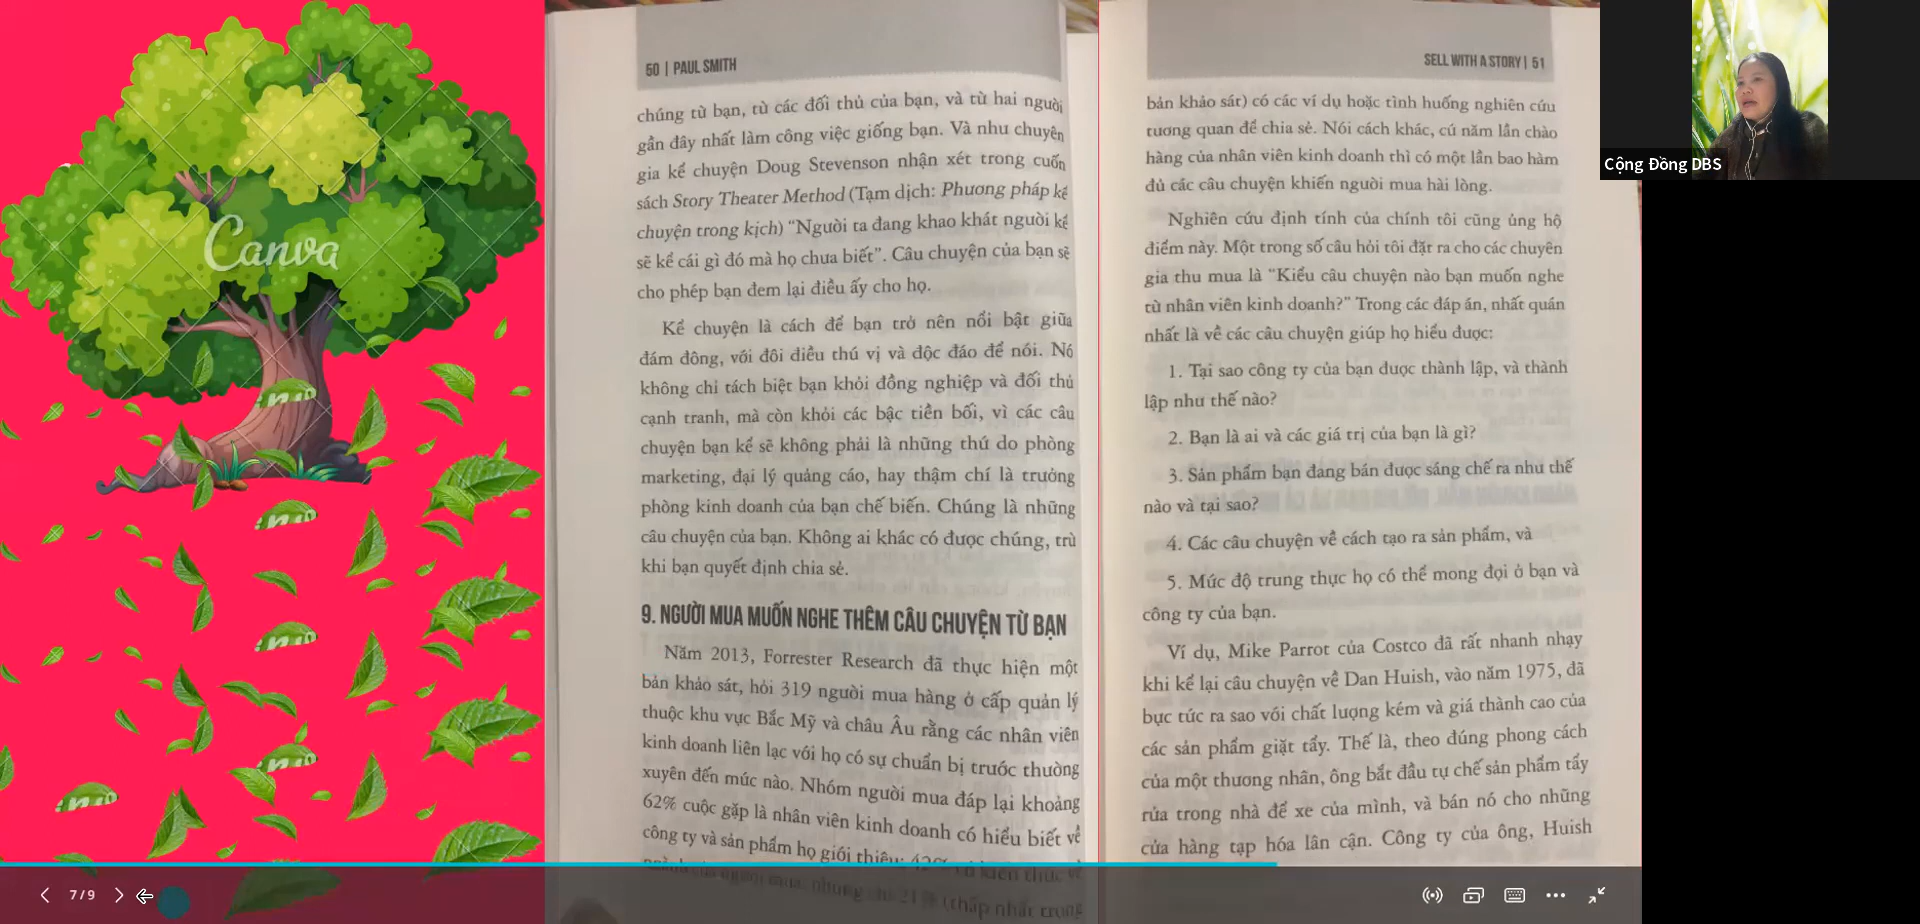 Canva
50 | PAUL SMITH
chúng từ bạn, từ các đối thủ của bạn, và từ hai người
gần đây nhất làm công việc giống bạn. Và như chuyên
gia kể chuyện Doug Stevenson nhận xét trong cuốn
sách Story Theater Method (Tạm dịch: Phương pháp kể
chuyện trong kịch) “Người ta đang khao khát người kể
sẽ kể cái gì đó mà họ chưa biết”. Câu chuyện của bạn sẽ
cho phép bạn đem lại điều ấy cho họ.
Kể chuyện là cách để bạn trở nên nổi bật giữa
đám đông, với đôi điều thú vị và độc đáo để nói. Nó
không chỉ tách biệt bạn khỏi đồng nghiệp và đối thủ
cạnh tranh, mà còn khỏi các bậc tiền bối, vì các câu
chuyện bạn kể sẽ không phải là những thứ do phòng
marketing, đại lý quảng cáo, hay thậm chí là trưởng
phòng kinh doanh của bạn chế biến. Chúng là những
câu chuyện của bạn. Không ai khác có được chúng, trừ
khi bạn quyết định chia sẻ.
9. NGƯỜI MUA MUỐN NGHE THÊM CÂU CHUYỆN TỪ BẠN
Năm 2013, Forrester Research đã thực hiện một
bản khảo sát, hỏi 319 người mua hàng ở cấp quản lý
thuộc khu vực Bắc Mỹ và châu Âu rằng các nhân viên
kinh doanh liên lạc với họ có sự chuẩn bị trước thường
xuyên đến mức nào. Nhóm người mua đáp lại khoảng
62% cuộc gặp là nhân viên kinh doanh có hiểu biết về
công ty và sản phẩm họ giới thiệu; 42% có kiến thức về
SELL WITH A STORY | 51
bản khảo sát) có các ví dụ hoặc tình huống nghiên cứu
tương quan để chia sẻ. Nói cách khác, cú năm lần chào
hàng của nhân viên kinh doanh thì có một lần bao hàm
đủ các câu chuyện khiến người mua hài lòng.
Nghiên cứu định tính của chính tôi cũng ủng hộ
điểm này. Một trong số câu hỏi tôi đặt ra cho các chuyên
gia thu mua là “Kiểu câu chuyện nào bạn muốn nghe
từ nhân viên kinh doanh?” Trong các đáp án, nhất quán
nhất là về các câu chuyện giúp họ hiểu được:
1. Tại sao công ty của bạn được thành lập, và thành
lập như thế nào?
2. Bạn là ai và các giá trị của bạn là gì?
3. Sản phẩm bạn đang bán được sáng chế ra như thế
nào và tại sao?
4. Các câu chuyện về cách tạo ra sản phẩm, và
5. Mức độ trung thực họ có thể mong đợi ở bạn và
công ty của bạn.
Ví dụ, Mike Parrot của Costco đã rất nhanh nhạy
khi kể lại câu chuyện về Dan Huish, vào năm 1975, đã
bực tức ra sao với chất lượng kém và giá thành cao của
các sản phẩm giặt tẩy. Thế là, theo đúng phong cách
của một thương nhân, ông bắt đầu tự chế sản phẩm tẩy
rửa trong nhà để xe của mình, và bán nó cho những
cửa hàng tạp hóa lân cận. Công ty của ông, Huish
Cộng Đồng DBS
7/9